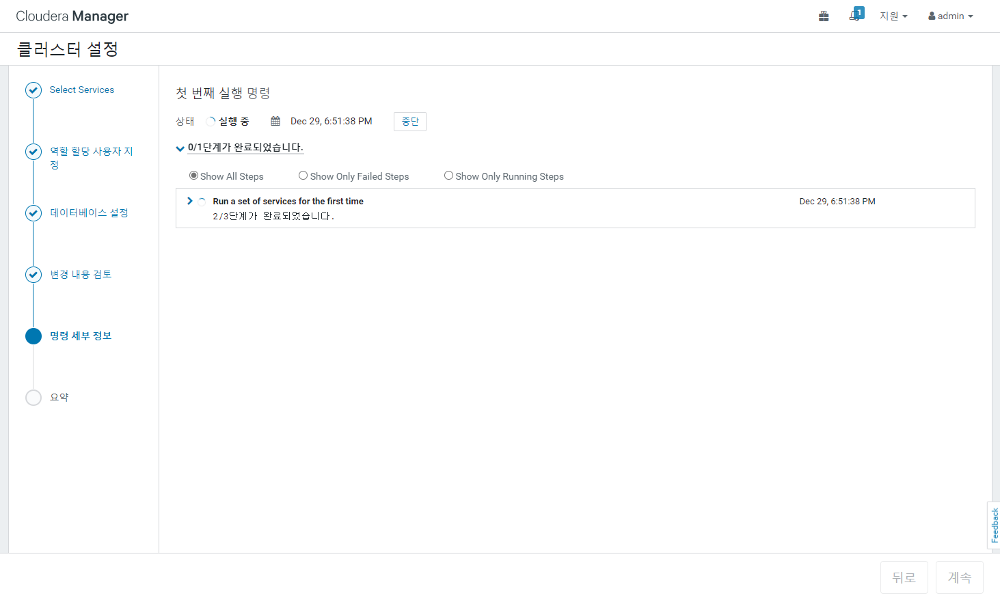 Cloudera Manager
1
지원
admin
클러스터 설정
Select Services
역할 할당 사용자 지
정
데이터베이스 설정
변경 내용 검토
명령 세부 정보
요약
첫 번째 실행 명령
상태 실행 중 Dec 29, 6:51:38 PM 중단
0/1단계가 완료되었습니다.
Show All Steps Show Only Failed Steps Show Only Running Steps
Run a set of services for the first time Dec 29, 6:51:38 PM
2/3단계가 완료되었습니다.
Feedback
뒤로 계속